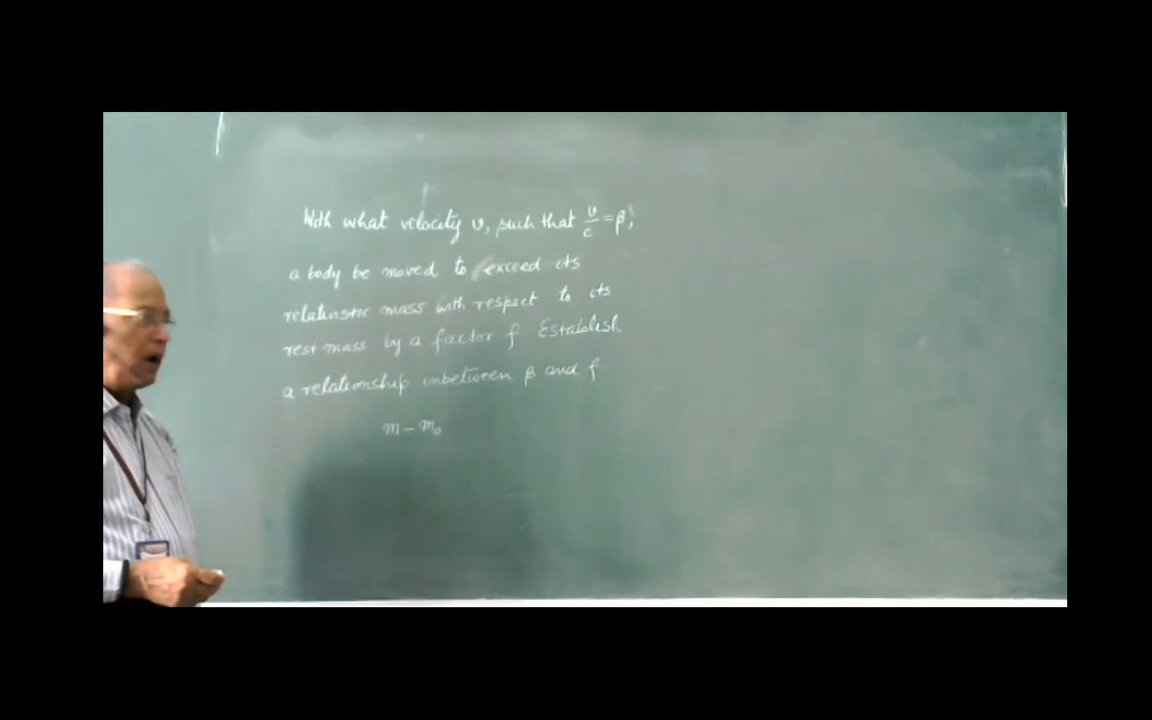 With what velocity υ, such that υ/c = β,
a body be moved to exceed its
relativistic mass with respect to its
rest mass by a factor f Establish
a relationship inbetween β and f
m - m₀